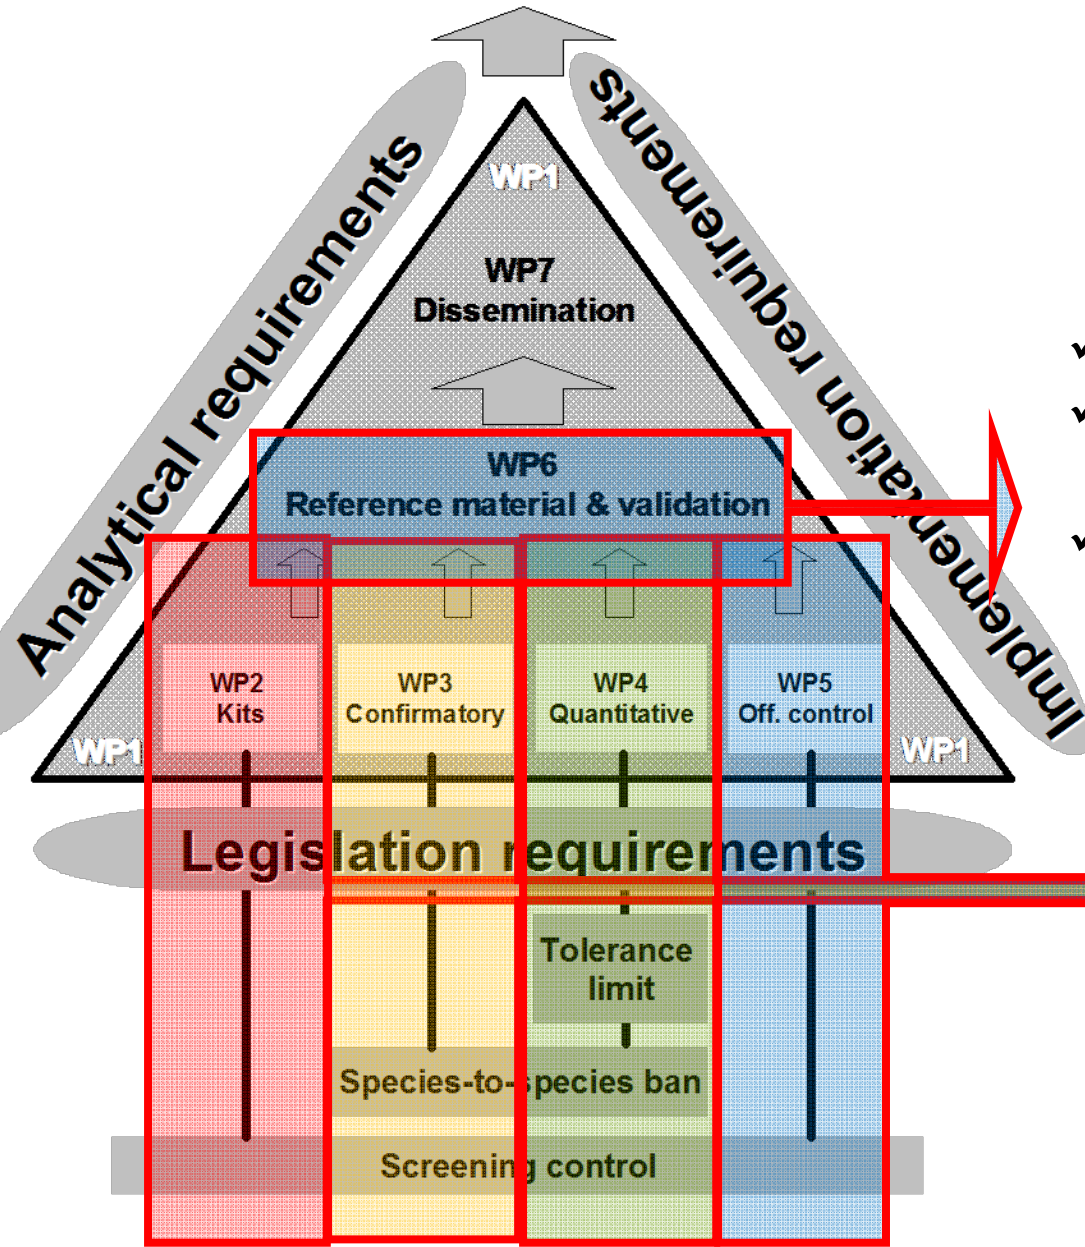 Analytical requirements
Implementation requirements
WP1
WP7
Dissemination
WP6
Reference material & validation
WP2
Kits
WP3
Confirmatory
WP4
Quantitative
WP5
Off. control
WP1
WP1
Legislation requirements
Tolerance
limit
Species-to-species ban
Screening control